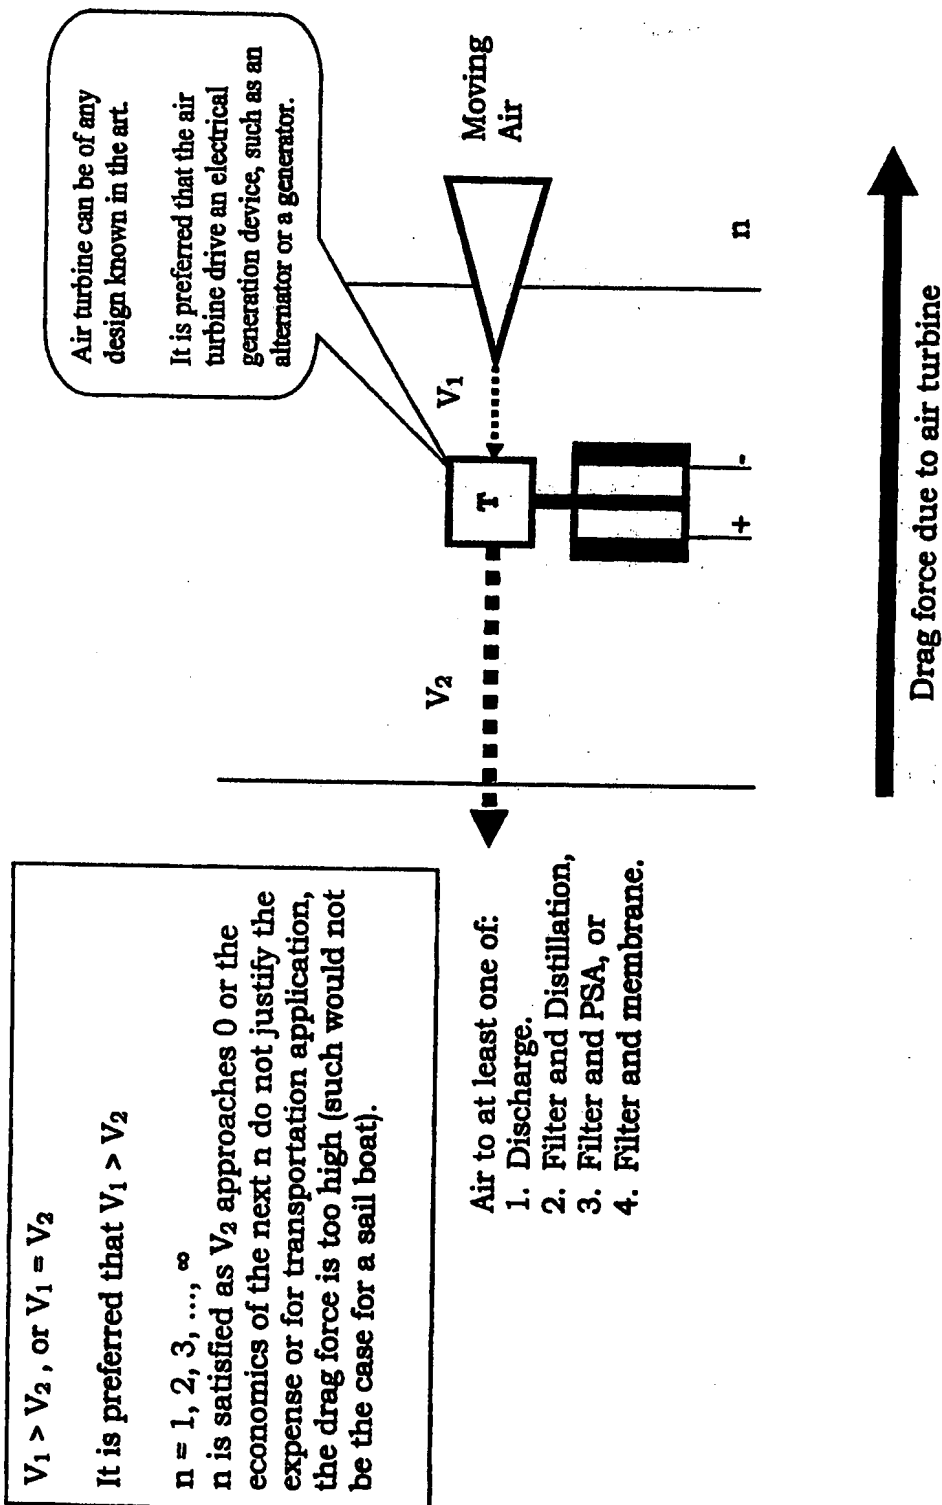 V1 > V2 , or V1 = V2
It is preferred that V1 > V2
n = 1, 2, 3, ..., ∞
n is satisfied as V2 approaches 0 or the
economics of the next n do not justify the
expense or for transportation application,
the drag force is too high (such would not
be the case for a sail boat).
Air turbine can be of any
design known in the art.
It is preferred that the air
turbine drive an electrical
generation device, such as an
alternator or a generator.
Moving
Air
V1
V2
T
n
+
-
Air to at least one of:
1. Discharge.
2. Filter and Distillation,
3. Filter and PSA, or
4. Filter and membrane.
Drag force due to air turbine